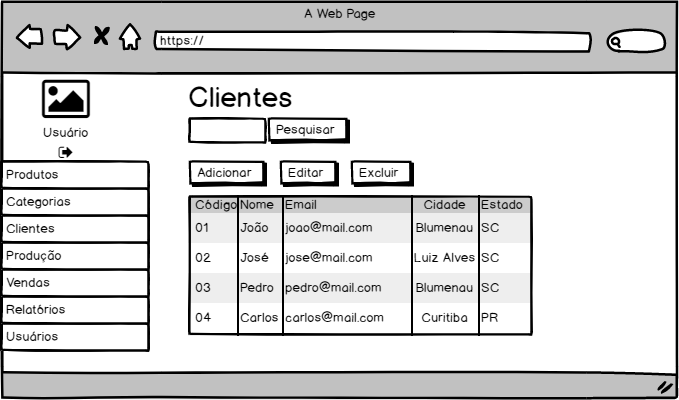 A Web Page
https://
Usuário
Produtos
Categorias
Clientes
Produção
Vendas
Relatórios
Usuários
Clientes
Pesquisar
Adicionar Editar Excluir
Código Nome Email Cidade Estado
01 João joao@mail.com Blumenau SC
02 José jose@mail.com Luiz Alves SC
03 Pedro pedro@mail.com Blumenau SC
04 Carlos carlos@mail.com Curitiba PR